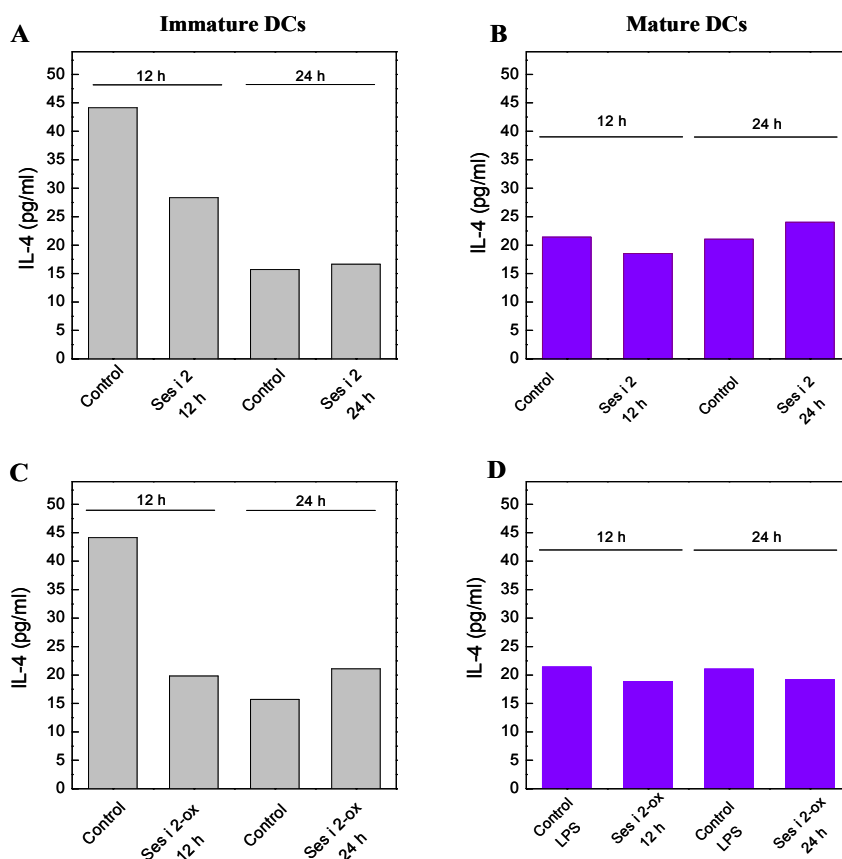 Immature DCs
Mature DCs
A
12 h
24 h
50
45
40
35
30
25
20
15
10
5
0
IL-4 (pg/ml)
Control
Ses i 2
12 h
Control
Ses i 2
24 h
B
12 h
24 h
50
45
40
35
30
25
20
15
10
5
0
IL-4 (pg/ml)
Control
Ses i 2
12 h
Control
Ses i 2
24 h
C
12 h
24 h
50
45
40
35
30
25
20
15
10
5
0
IL-4 (pg/ml)
Control
Ses i 2-ox
12 h
Control
Ses i 2-ox
24 h
D
12 h
24 h
50
45
40
35
30
25
20
15
10
5
0
IL-4 (pg/ml)
Control
LPS
Ses i 2-ox
12 h
Control
LPS
Ses i 2-ox
24 h